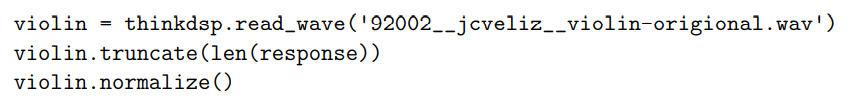 violin = thinkdsp.read_wave('92002__jcveliz__violin-origional.wav')
violin.truncate(len(response))
violin.normalize()